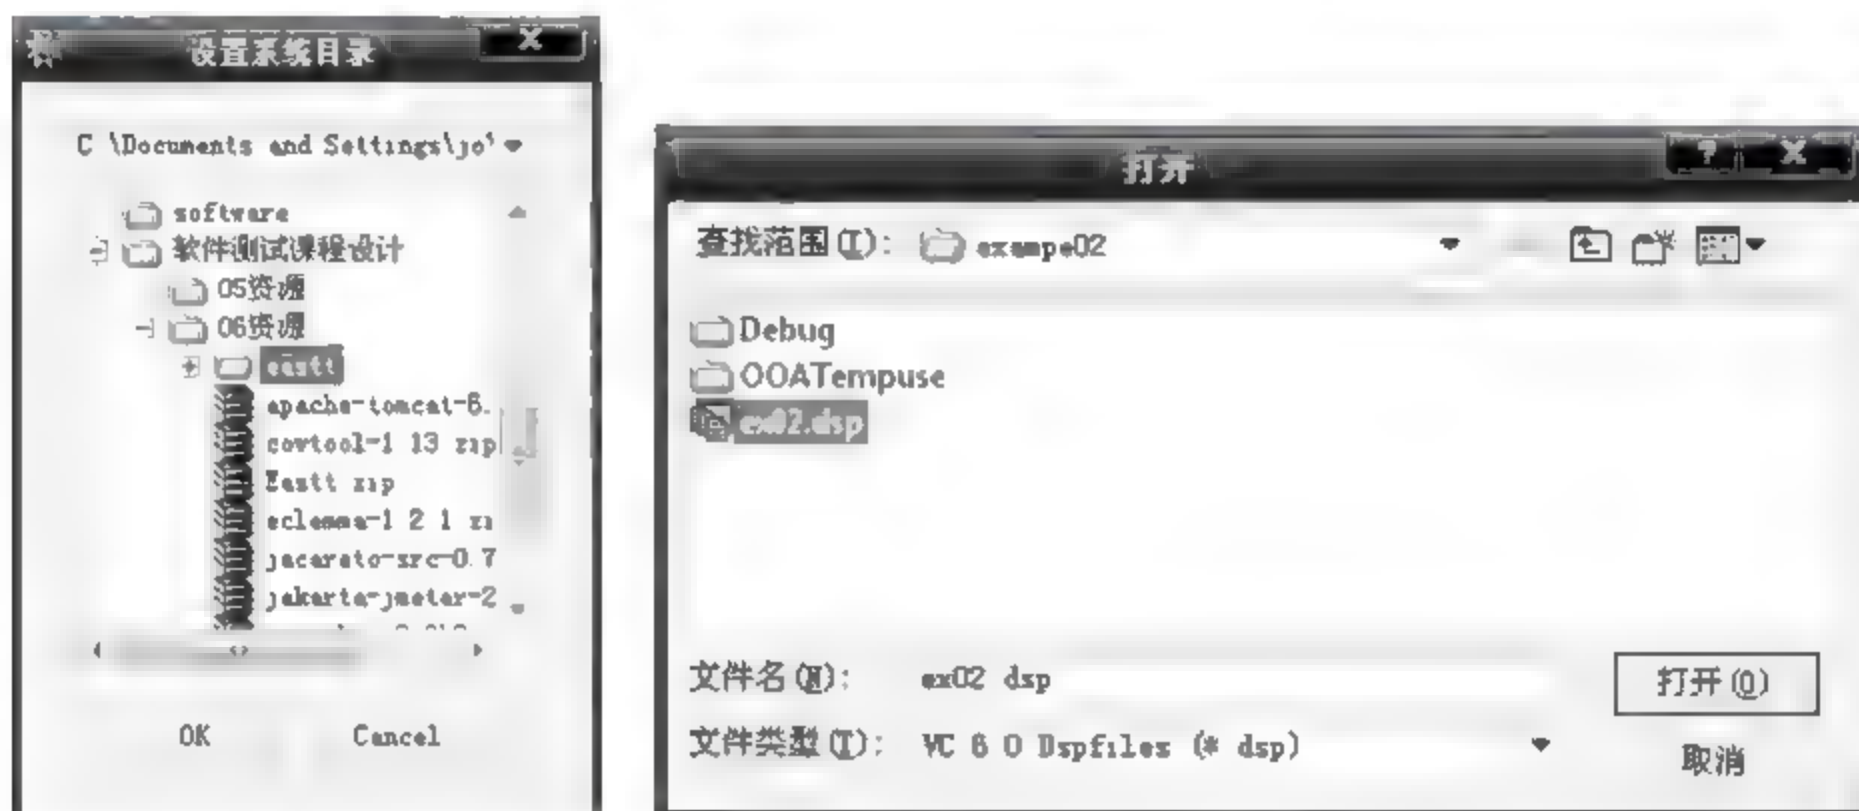 设置系统目录
C \Documents and Settings\jo'
software
软件测试课程设计
05资源
06资源
eastt
apache-tomcat-6.
covtool-1 13 zip
Eastt zip
eclemma-1 2 1 zi
jacareto-src-0.7
jakarta-jmeter-2
OK
Cancel
打开
查找范围(I):
exampe02
Debug
OOATempuse
ex02.dsp
文件名(N):
ex02 dsp
打开(O)
文件类型(T):
VC 6 0 Dspfiles (* dsp)
取消